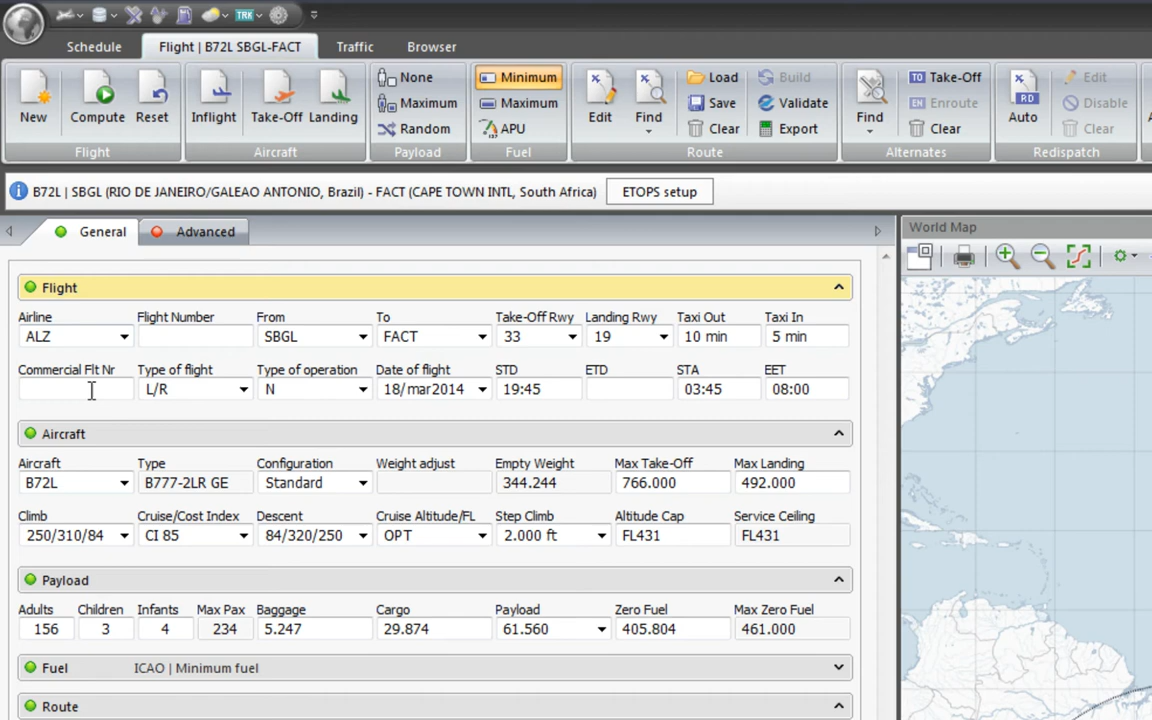 TRK
Schedule
Flight | B72L SBGL-FACT
Traffic
Browser
New
Compute
Reset
Flight
Inflight
Take-Off
Landing
Aircraft
None
Maximum
Random
Payload
Minimum
Maximum
APU
Fuel
Edit
Find
Load
Save
Clear
Build
Validate
Export
Route
Find
TO Take-Off
EN Enroute
Clear
Alternates
RD
Auto
Edit
Disable
Clear
Redispatch
B72L | SBGL (RIO DE JANEIRO/GALEAO ANTONIO, Brazil) - FACT (CAPE TOWN INTL, South Africa)
ETOPS setup
General
Advanced
World Map
Flight
Airline Flight Number From To Take-Off Rwy Landing Rwy Taxi Out Taxi In
ALZ SBGL FACT 33 19 10 min 5 min
Commercial Flt Nr Type of flight Type of operation Date of flight STD ETD STA EET
L/R N 18/mar2014 19:45 03:45 08:00
Aircraft
Aircraft Type Configuration Weight adjust Empty Weight Max Take-Off Max Landing
B72L B777-2LR GE Standard 344.244 766.000 492.000
Climb Cruise/Cost Index Descent Cruise Altitude/FL Step Climb Altitude Cap Service Ceiling
250/310/84 CI 85 84/320/250 OPT 2.000 ft FL431 FL431
Payload
Adults Children Infants Max Pax Baggage Cargo Payload Zero Fuel Max Zero Fuel
156 3 4 234 5.247 29.874 61.560 405.804 461.000
Fuel ICAO | Minimum fuel
Route